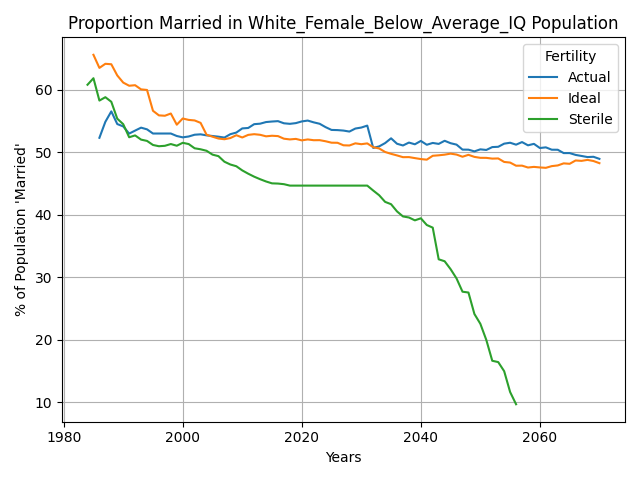 Proportion Married in White_Female_Below_Average_IQ Population
% of Population 'Married'
60
50
40
30
20
10
Fertility
Actual
Ideal
Sterile
1980
2000
2020
2040
2060
Years